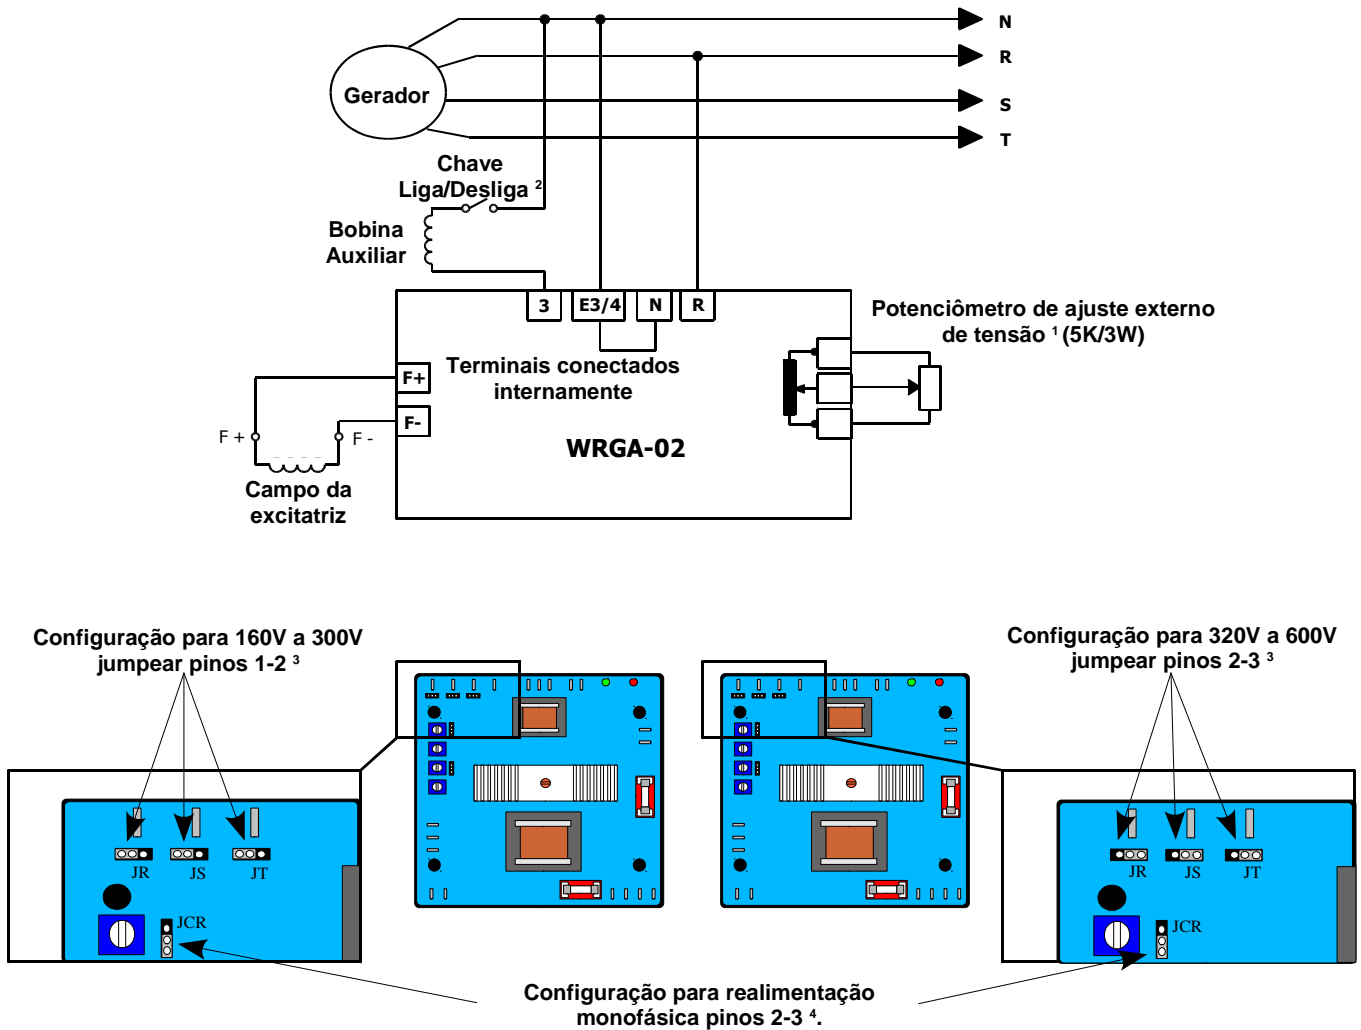 N
R
Gerador
S
T
Chave
Liga/Desliga ²
Bobina
Auxiliar
3
E3/4
N
R
Potenciômetro de ajuste externo
de tensão ¹ (5K/3W)
Terminais conectados
internamente
F+
F-
F +
F -
WRGA-02
Campo da
excitatriz
Configuração para 160V a 300V
jumpear pinos 1-2 ³
Configuração para 320V a 600V
jumpear pinos 2-3 ³
JR
JS
JT
JCR
JR
JS
JT
JCR
Configuração para realimentação
monofásica pinos 2-3 ⁴.